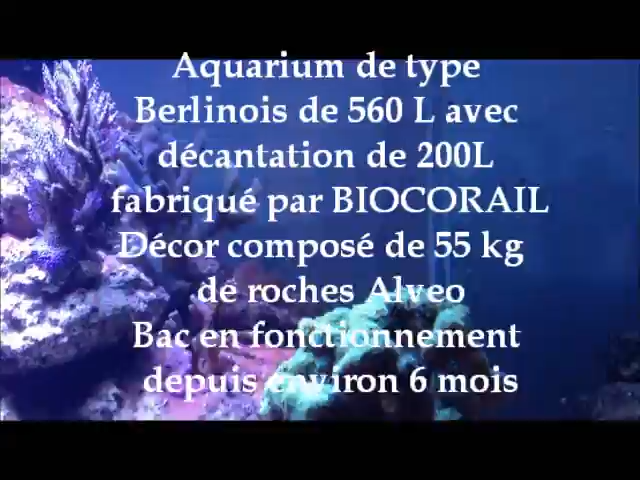 Aquarium de type
Berlinois de 560 L avec
décantation de 200L
fabriqué par BIOCORAIL
Décor composé de 55 kg
de roches Alveo
Bac en fonctionnement
depuis environ 6 mois